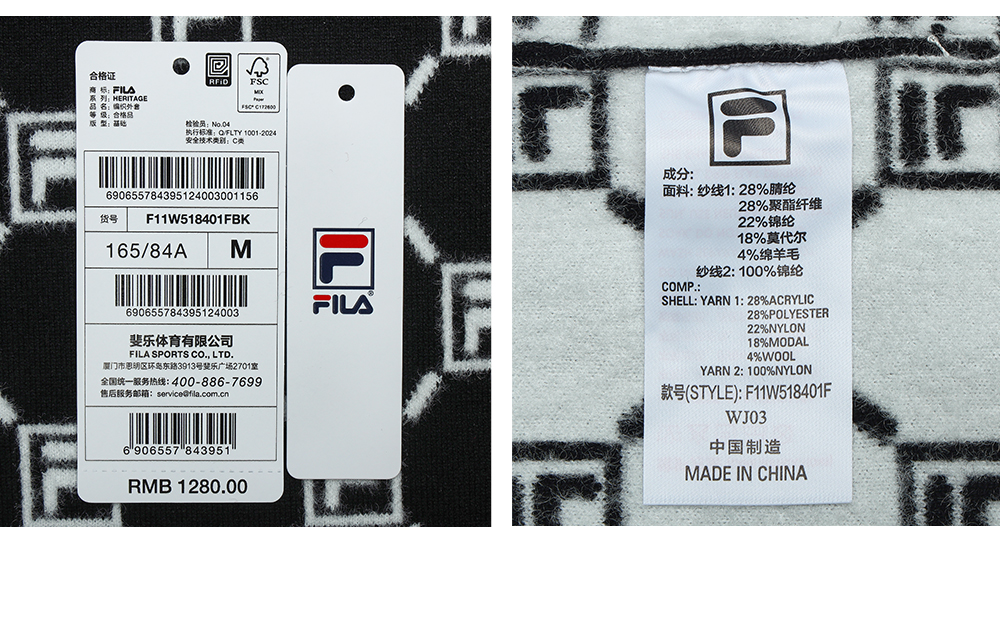 合格证
商 标: FILA
系 列: HERITAGE
品 名: 编织外套
等 级: 合格品
版 型: 基础
RFID
FSC
MIX
Paper
FSC® C172600
检验员: No.04
执行标准: Q/FLTY 1001-2024
安全技术类别: C类
690655784395124003001156
货号 F11W518401FBK
165/84A M
690655784395124003
斐乐体育有限公司
FILA SPORTS CO., LTD.
厦门市思明区环岛东路3913号斐乐广场2701室
全国统一服务热线: 400-886-7699
售后服务邮箱: service@fila.com.cn
6 906557 843951
RMB 1280.00
FILA®
成分:
面料: 纱线1: 28%腈纶
28%聚酯纤维
22%锦纶
18%莫代尔
4%绵羊毛
纱线2: 100%锦纶
COMP.:
SHELL: YARN 1: 28%ACRYLIC
28%POLYESTER
22%NYLON
18%MODAL
4%WOOL
YARN 2: 100%NYLON
款号(STYLE): F11W518401F
WJ03
中国制造
MADE IN CHINA